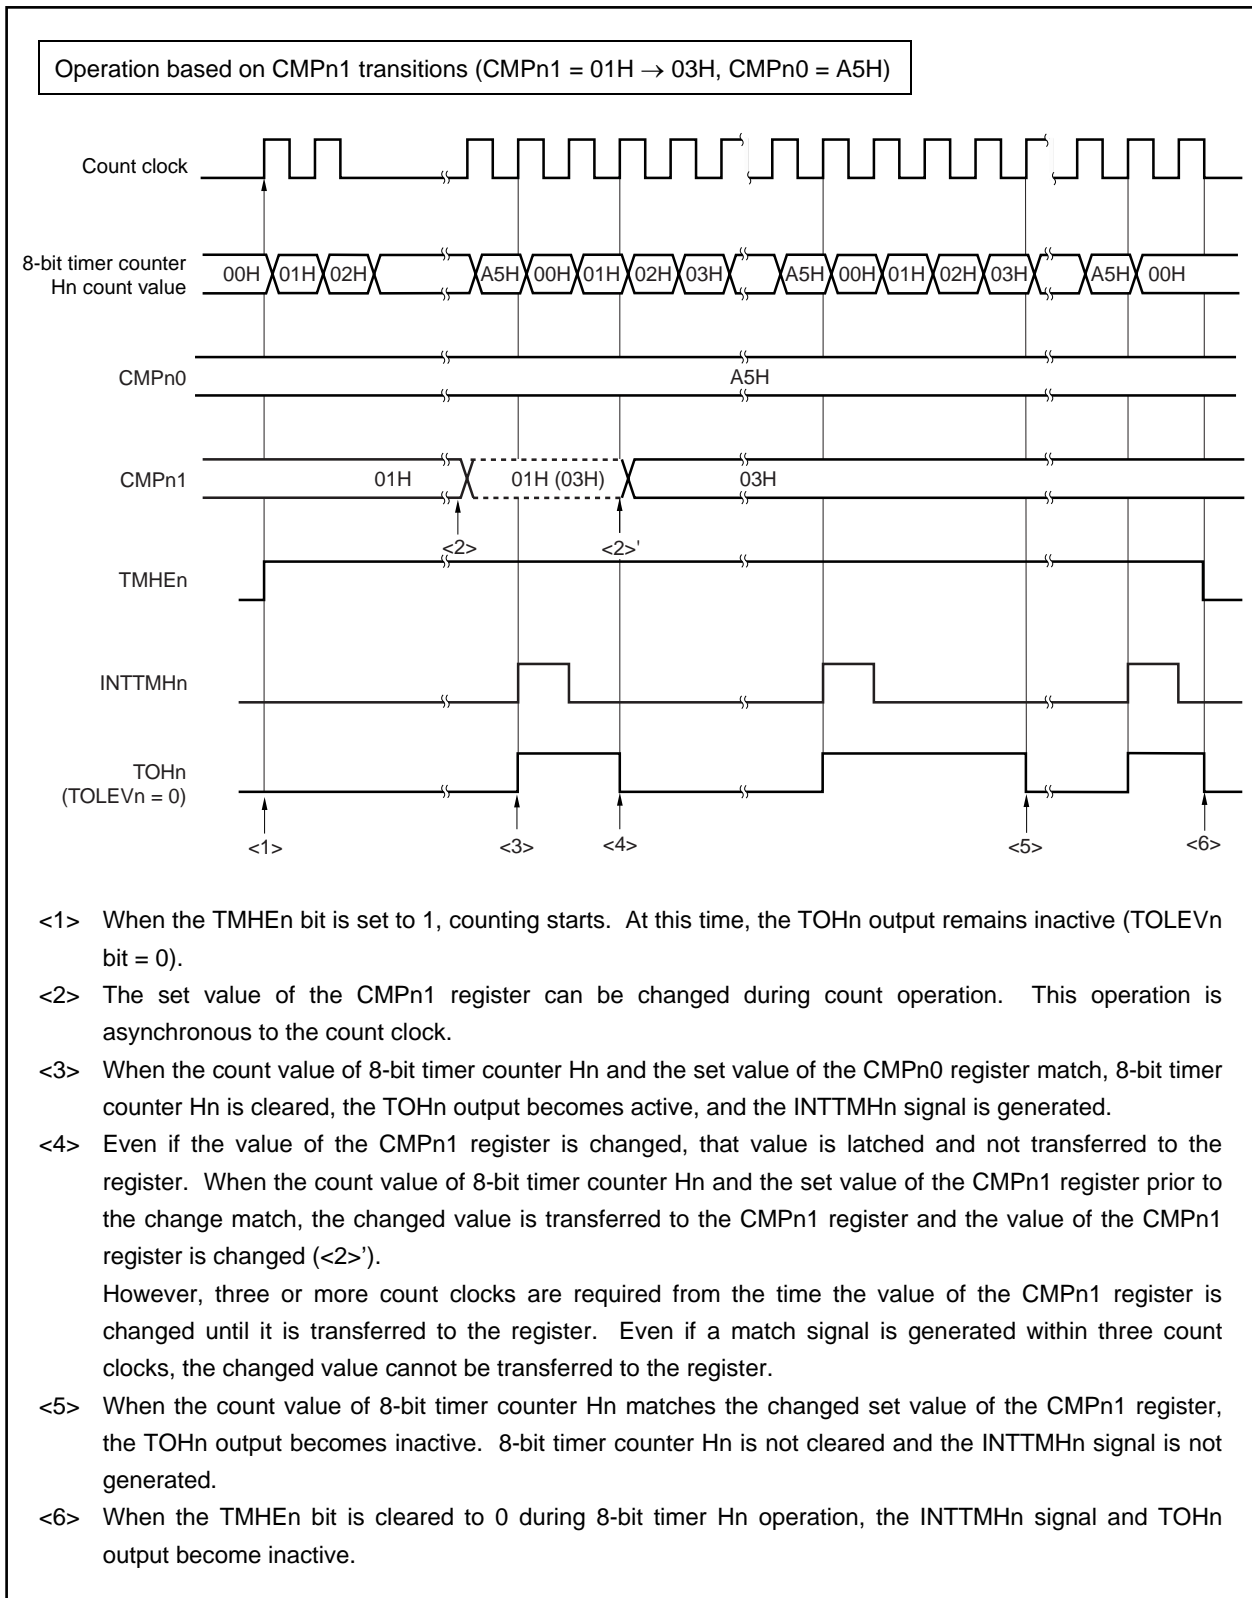 Operation based on CMPn1 transitions (CMPn1 = 01H → 03H, CMPn0 = A5H)
Count clock
8-bit timer counter
Hn count value
00H 01H 02H A5H 00H 01H 02H 03H A5H 00H 01H 02H 03H A5H 00H
CMPn0
A5H
CMPn1
01H 01H (03H) 03H
<2> <2>'
TMHEn
INTTMHn
TOHn
(TOLEVn = 0)
<1> <3> <4> <5> <6>
<1> When the TMHEn bit is set to 1, counting starts. At this time, the TOHn output remains inactive (TOLEVn
bit = 0).
<2> The set value of the CMPn1 register can be changed during count operation. This operation is
asynchronous to the count clock.
<3> When the count value of 8-bit timer counter Hn and the set value of the CMPn0 register match, 8-bit timer
counter Hn is cleared, the TOHn output becomes active, and the INTTMHn signal is generated.
<4> Even if the value of the CMPn1 register is changed, that value is latched and not transferred to the
register. When the count value of 8-bit timer counter Hn and the set value of the CMPn1 register prior to
the change match, the changed value is transferred to the CMPn1 register and the value of the CMPn1
register is changed (<2>’).
However, three or more count clocks are required from the time the value of the CMPn1 register is
changed until it is transferred to the register. Even if a match signal is generated within three count
clocks, the changed value cannot be transferred to the register.
<5> When the count value of 8-bit timer counter Hn matches the changed set value of the CMPn1 register,
the TOHn output becomes inactive. 8-bit timer counter Hn is not cleared and the INTTMHn signal is not
generated.
<6> When the TMHEn bit is cleared to 0 during 8-bit timer Hn operation, the INTTMHn signal and TOHn
output become inactive.